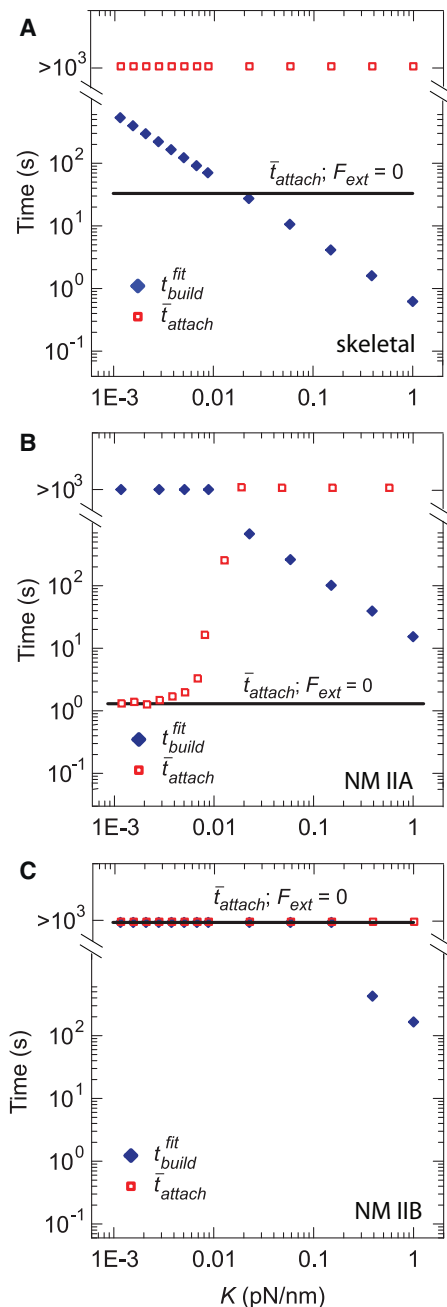 A
>10³
10²
10¹
10⁰
10⁻¹
Time (s)
t̄attach; Fext = 0
t fit build
t̄attach
skeletal
1E-3 0.01 0.1 1
B
>10³
10²
10¹
10⁰
10⁻¹
Time (s)
t̄attach; Fext = 0
t fit build
t̄attach
NM IIA
1E-3 0.01 0.1 1
C
t̄attach; Fext = 0
>10³
10²
10¹
10⁰
10⁻¹
Time (s)
t fit build
t̄attach
NM IIB
1E-3 0.01 0.1 1
K (pN/nm)